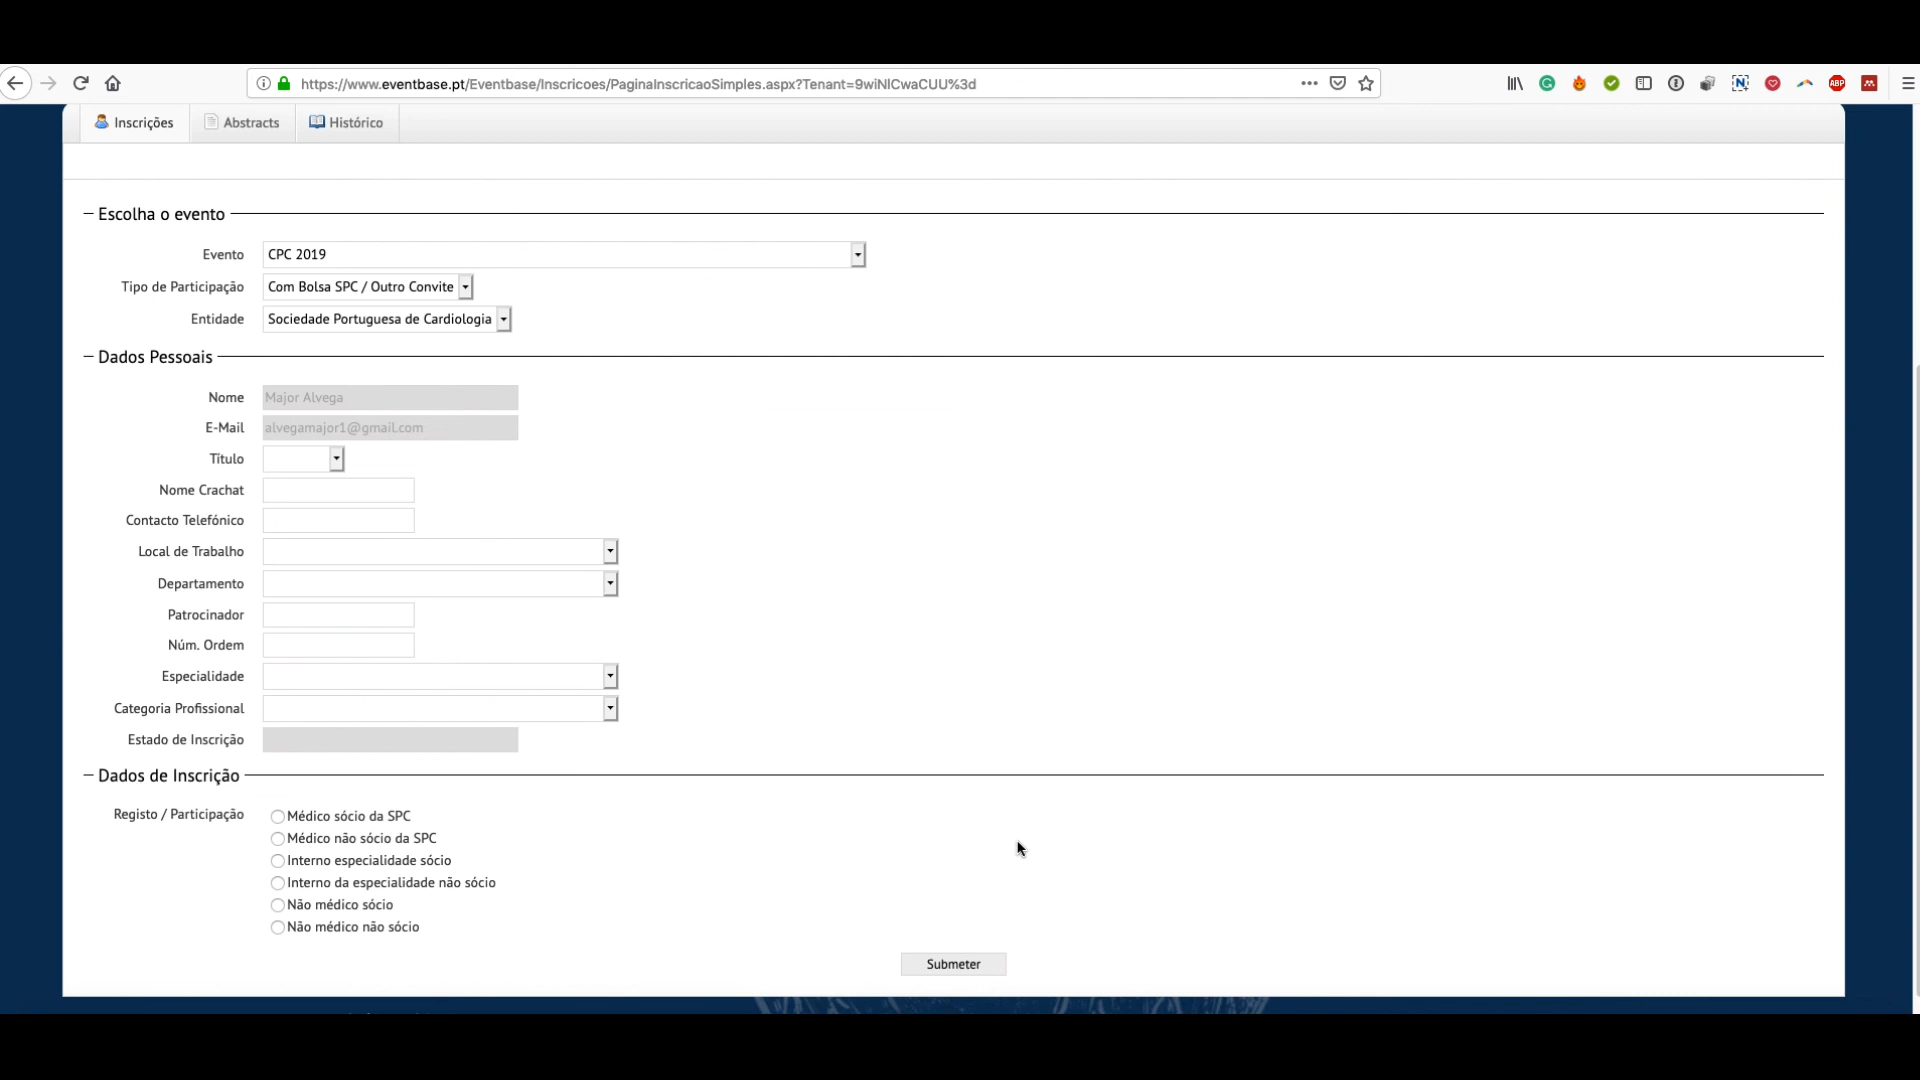 https://www.eventbase.pt/Eventbase/Inscricoes/PaginaInscricaoSimples.aspx?Tenant=9wiNlCwaCUU%3d
ABP
Inscrições
Abstracts
Histórico
Escolha o evento
Evento CPC 2019
Tipo de Participação Com Bolsa SPC / Outro Convite
Entidade Sociedade Portuguesa de Cardiologia
Dados Pessoais
Nome Major Alvega
E-Mail alvegamajor1@gmail.com
Título
Nome Crachat
Contacto Telefónico
Local de Trabalho
Departamento
Patrocinador
Núm. Ordem
Especialidade
Categoria Profissional
Estado de Inscrição
Dados de Inscrição
Registo / Participação Médico sócio da SPC
Médico não sócio da SPC
Interno especialidade sócio
Interno da especialidade não sócio
Não médico sócio
Não médico não sócio
Submeter